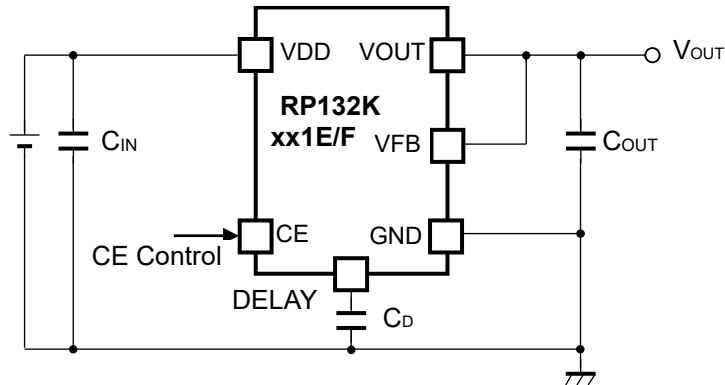 VDD
VOUT
VOUT
RP132K
xx1E/F
CIN
VFB
COUT
CE
GND
CE Control
DELAY
CD